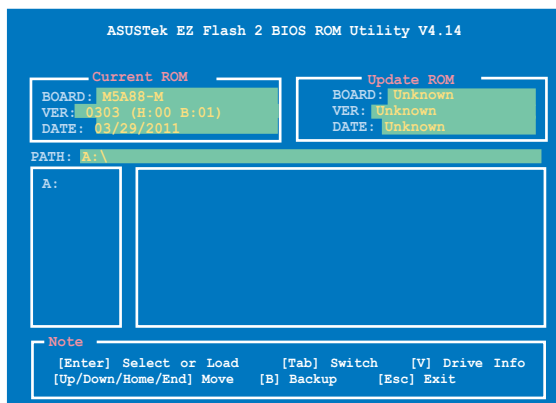 ASUSTek EZ Flash 2 BIOS ROM Utility V4.14
Current ROM
BOARD: M5A88-M
VER: 0303 (H:00 B:01)
DATE: 03/29/2011
Update ROM
BOARD: Unknown
VER: Unknown
DATE: Unknown
PATH: A:\
A:
Note
[Enter] Select or Load [Tab] Switch [V] Drive Info
[Up/Down/Home/End] Move [B] Backup [Esc] Exit